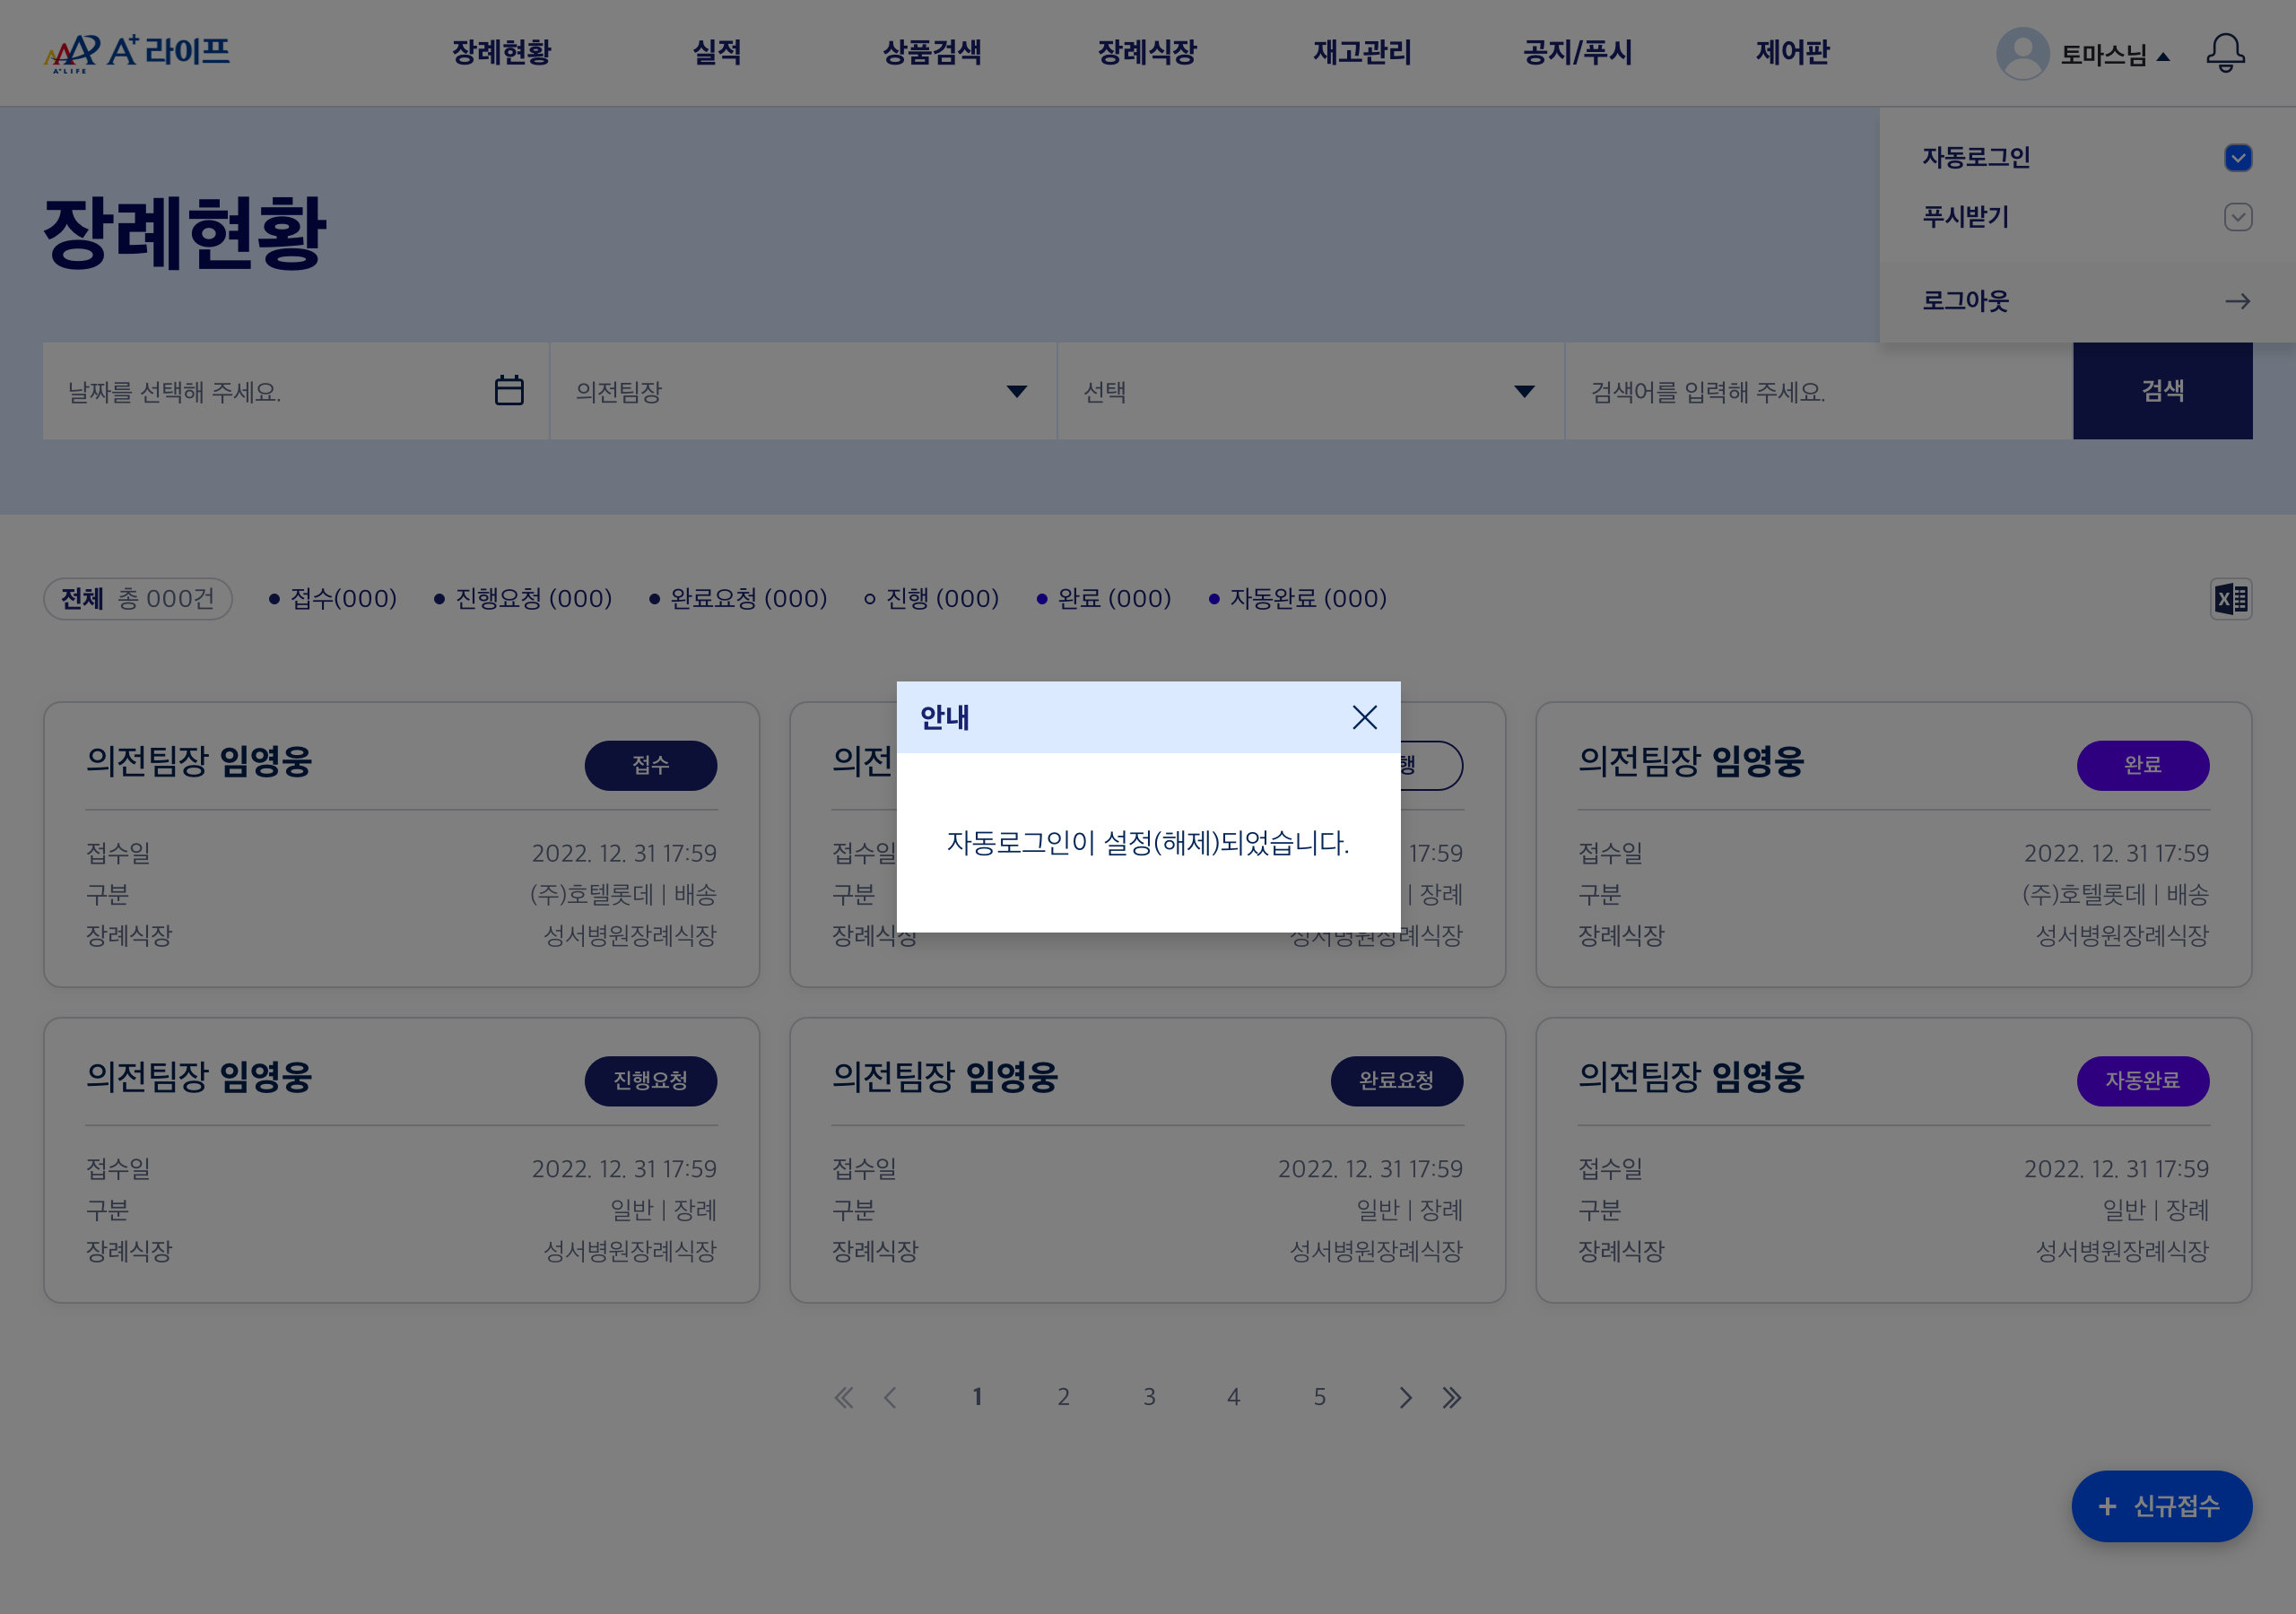 A+ 라이프
A+LIFE
장례현황 실적 상품검색 장례식장 재고관리 공지/푸시 제어판 토마스님
자동로그인
푸시받기
로그아웃
장례현황
날짜를 선택해 주세요. 의전팀장 선택 검색어를 입력해 주세요. 검색
전체 총 000건 접수(000) 진행요청 (000) 완료요청 (000) 진행 (000) 완료 (000) 자동완료 (000)
안내
자동로그인이 설정(해제)되었습니다.
의전팀장 임영웅 접수
접수일 2022. 12. 31 17:59
구분 (주)호텔롯데 | 배송
장례식장 성서병원장례식장
의전 행
접수일 17:59
구분 | 장례
장례식장 성서병원장례식장
의전팀장 임영웅 완료
접수일 2022. 12. 31 17:59
구분 (주)호텔롯데 | 배송
장례식장 성서병원장례식장
의전팀장 임영웅 진행요청
접수일 2022. 12. 31 17:59
구분 일반 | 장례
장례식장 성서병원장례식장
의전팀장 임영웅 완료요청
접수일 2022. 12. 31 17:59
구분 일반 | 장례
장례식장 성서병원장례식장
의전팀장 임영웅 자동완료
접수일 2022. 12. 31 17:59
구분 일반 | 장례
장례식장 성서병원장례식장
1 2 3 4 5
+ 신규접수